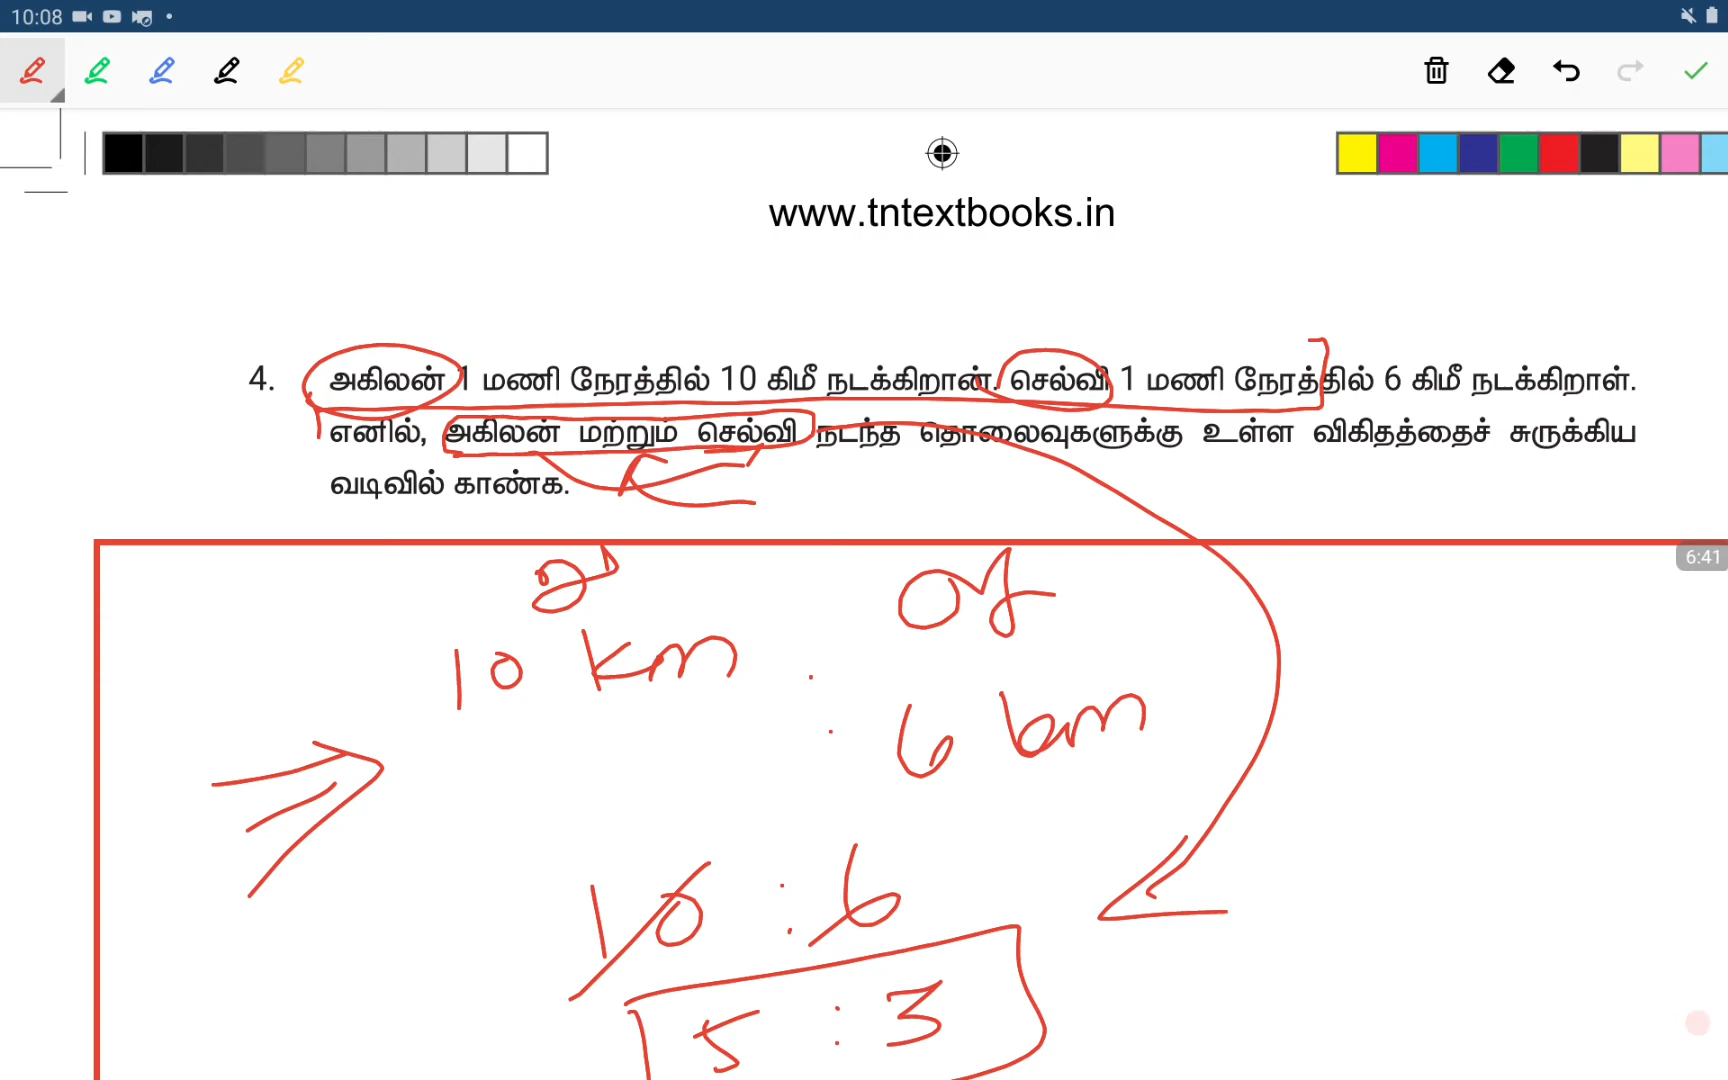 10:08
www.tntextbooks.in
4. அகிலன் 1 மணி நேரத்தில் 10 கிமீ நடக்கிறான். செல்வி 1 மணி நேரத்தில் 6 கிமீ நடக்கிறாள்.
எனில், அகிலன் மற்றும் செல்வி நடந்த தொலைவுகளுக்கு உள்ள விகிதத்தைச் சுருக்கிய
வடிவில் காண்க.
6:41
10 km : 6 km
10 : 6
5 : 3